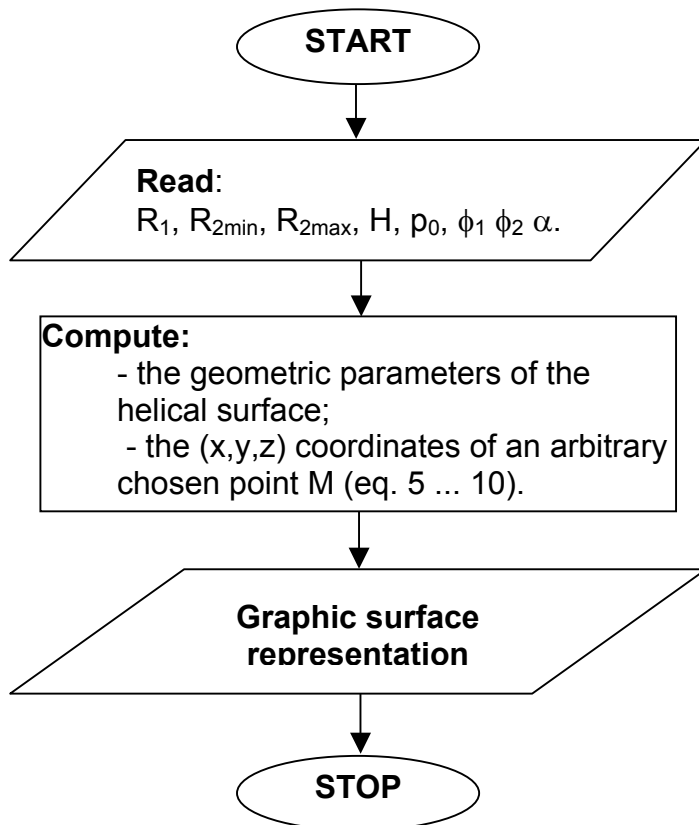 START
Read:
R₁, R₂min, R₂max, H, p₀, ϕ₁ ϕ₂ α.
Compute:
- the geometric parameters of the
helical surface;
- the (x,y,z) coordinates of an arbitrary
chosen point M (eq. 5 ... 10).
Graphic surface
representation
STOP